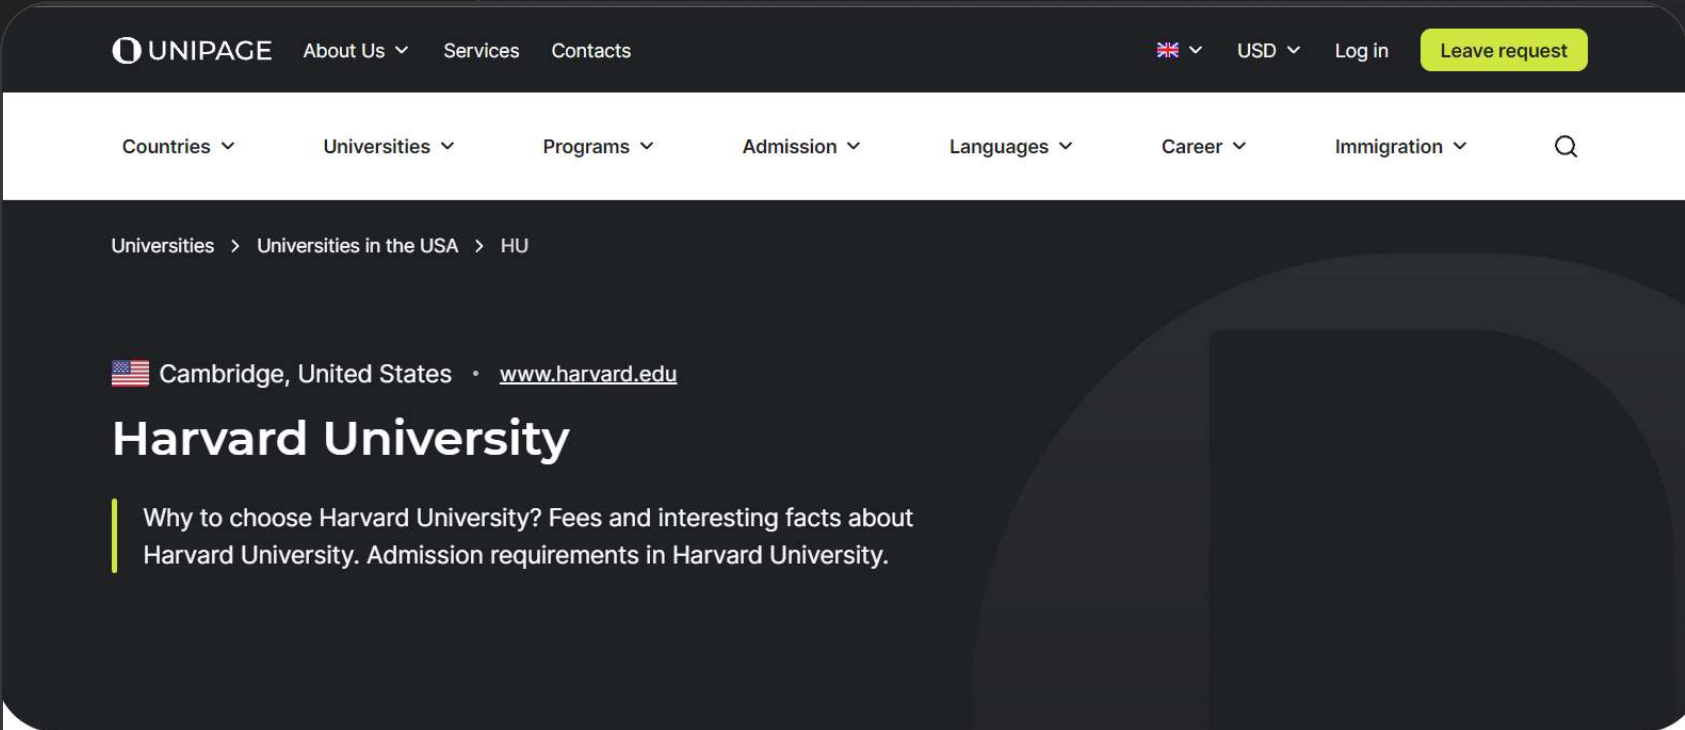 UNIPAGE About Us Services Contacts USD Log in Leave request
Countries Universities Programs Admission Languages Career Immigration
Universities > Universities in the USA > HU
Cambridge, United States • www.harvard.edu
Harvard University
Why to choose Harvard University? Fees and interesting facts about
Harvard University. Admission requirements in Harvard University.